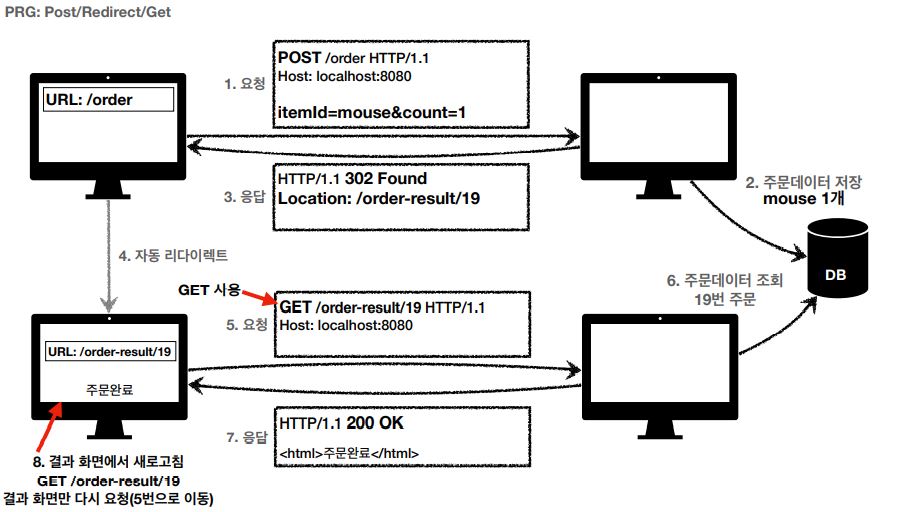 PRG: Post/Redirect/Get
POST /order HTTP/1.1
Host: localhost:8080
1. 요청
itemId=mouse&count=1
URL: /order
HTTP/1.1 302 Found
3. 응답
Location: /order-result/19
2. 주문데이터 저장
mouse 1개
4. 자동 리다이렉트
DB
6. 주문데이터 조회
19번 주문
GET 사용
GET /order-result/19 HTTP/1.1
5. 요청
Host: localhost:8080
URL: /order-result/19
주문완료
HTTP/1.1 200 OK
7. 응답
<html>주문완료</html>
8. 결과 화면에서 새로고침
GET /order-result/19
결과 화면만 다시 요청(5번으로 이동)